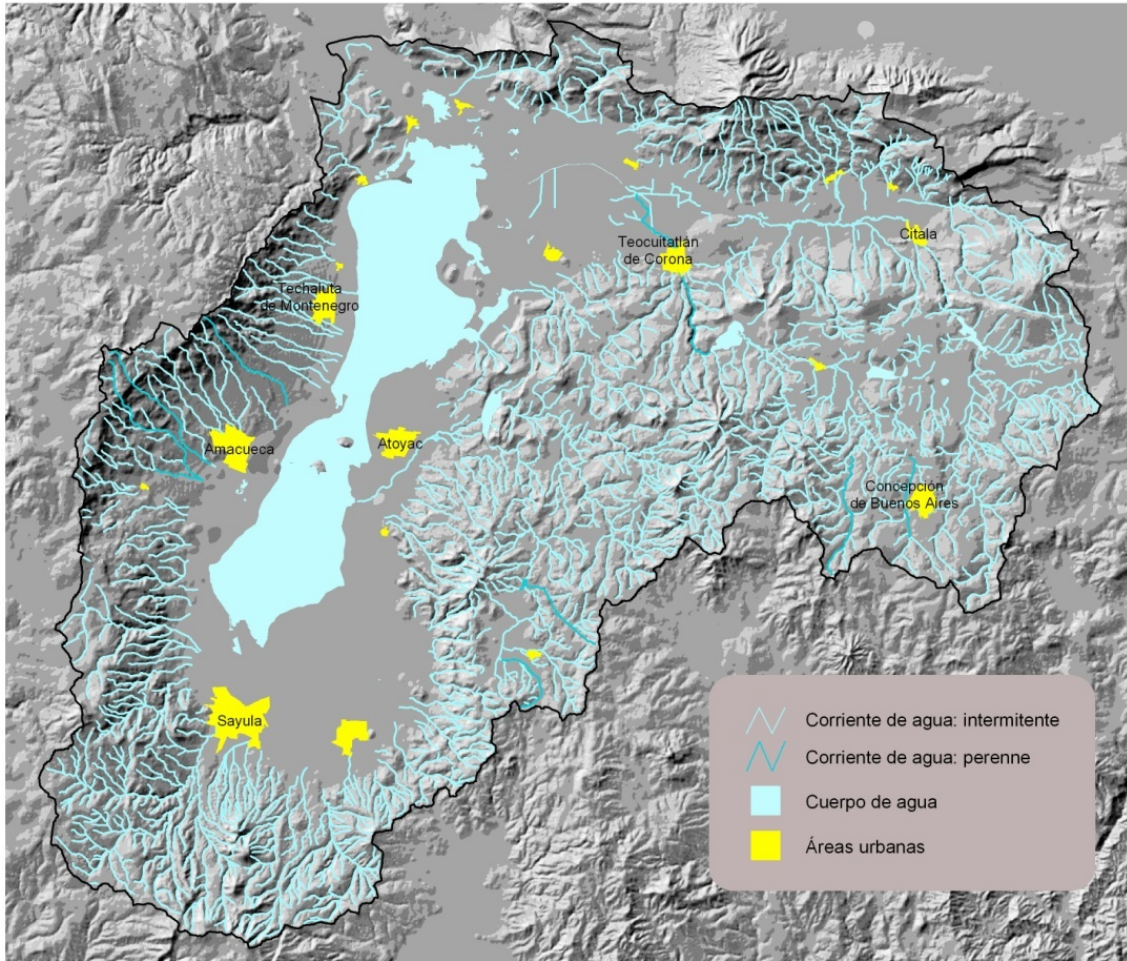 Citala
Teocuitatlán
de Corona
Techaluta
de Montenegro
Amacueca
Atoyac
Concepción
de Buenos Aires
Sayula
Corriente de agua: intermitente
Corriente de agua: perenne
Cuerpo de agua
Áreas urbanas